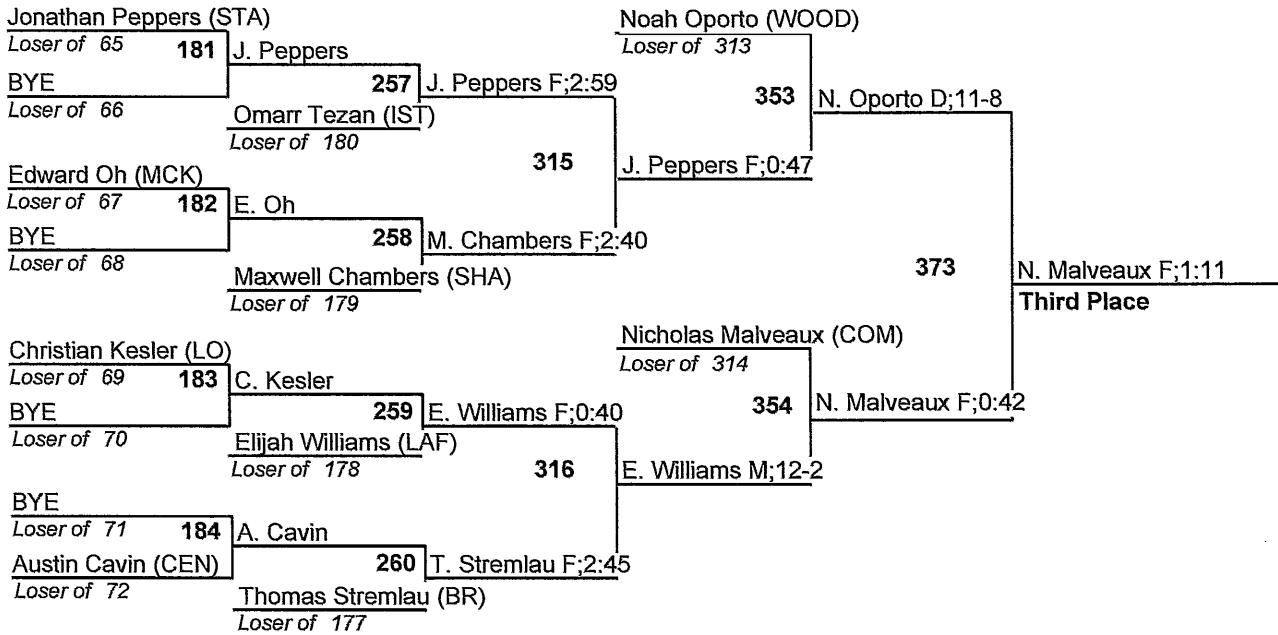 Jonathan Peppers (STA)
Loser of 65
181
BYE
Loser of 66
J. Peppers
257
Omarr Tezan (IST)
Loser of 180
J. Peppers F;2:59
Edward Oh (MCK)
Loser of 67
182
BYE
Loser of 68
E. Oh
258
Maxwell Chambers (SHA)
Loser of 179
M. Chambers F;2:40
315
Noah Oporto (WOOD)
Loser of 313
353
J. Peppers F;0:47
N. Oporto D;11-8
Christian Kesler (LO)
Loser of 69
183
BYE
Loser of 70
C. Kesler
259
Elijah Williams (LAF)
Loser of 178
E. Williams F;0:40
BYE
Loser of 71
184
Austin Cavin (CEN)
Loser of 72
A. Cavin
260
Thomas Stremlau (BR)
Loser of 177
T. Stremlau F;2:45
316
Nicholas Malveaux (COM)
Loser of 314
354
E. Williams M;12-2
N. Malveaux F;0:42
373
N. Malveaux F;1:11
Third Place